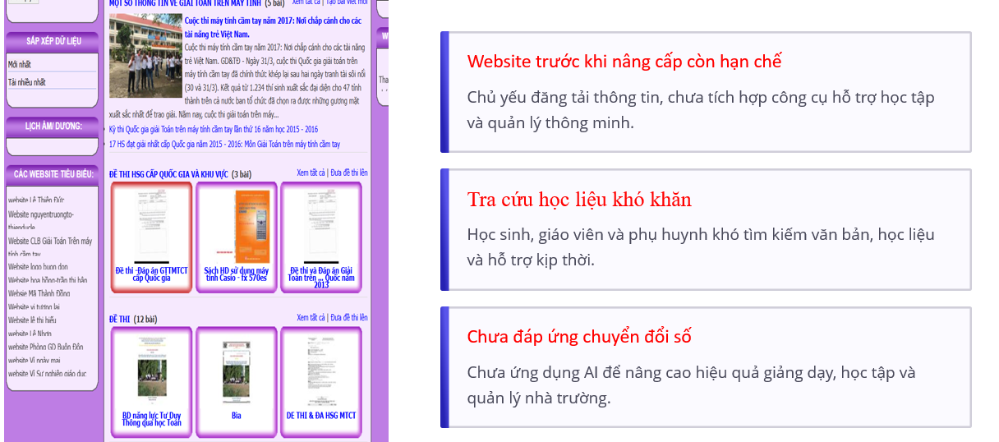 SẮP XẾP DỮ LIỆU
Mới nhất
Tải nhiều nhất
LỊCH ÂM/ DƯƠNG:
CÁC WEBSITE TIÊU BIỂU:
website Lê Thiện Đức
Website nguyentruongto-
thiendude
Website CLB Giải Toán Trên máy
tính cầm tay
Website logo buon don
Website hoa hồng-trần thị hận
Websie Mã Thành Đồng
Website vi tương lai
Website lê thị hiếu
website Lê Nhơn
website Phòng GD Buôn Đôn
website Vì ngày mai
website Vì Sự nghiệp giáo dục
MỘT SỐ THÔNG TIN VỀ GIẢI TOÁN TRÊN MÁY TÍNH (5 bài) Xem tất cả | Tạo bài viết mới
Cuộc thi máy tính cầm tay năm 2017: Nơi chắp cánh cho các
tài năng trẻ Việt Nam.
Cuộc thi máy tính cầm tay năm 2017: Nơi chắp cánh cho các tài năng
trẻ Việt Nam. GD&TĐ - Ngày 31/3, cuộc thi Quốc gia giải toán trên
máy tính cầm tay đã chính thức khép lại sau hai ngày tranh tài sôi nổi
(30 và 31/3). Kết quả từ 1.234 thí sinh xuất sắc đại diện cho 47 tỉnh
thành trên cả nước ban tổ chức đã chọn ra được những gương mặt
xuất sắc nhất để trao giải. Năm nay, cuộc thi giải toán trên máy...
Kỳ thi Quốc gia giải Toán trên máy tính cầm tay lần thứ 16 năm học 2015 - 2016
17 HS đạt giải nhất cấp Quốc gia năm 2015 - 2016: Môn Giải Toán trên máy tính cầm tay
ĐỀ THI HSG CẤP QUỐC GIA VÀ KHU VỰC (3 bài) Xem tất cả | Đưa đề thi lên
Đề thi -Đáp án GTTMTCT
cấp Quốc gia
Sách HD sử dụng máy
tính Casio - fx 570es
Đề thi và Đáp án Giải
Toán trên ... Quốc năm
2013
ĐỀ THI (12 bài) Xem tất cả | Đưa đề thi lên
BD năng lực Tư Duy
Thông qua học Toán
Bìa
DE THI & ĐA HSG MTCT
W
Tha
Website trước khi nâng cấp còn hạn chế
Chủ yếu đăng tải thông tin, chưa tích hợp công cụ hỗ trợ học tập
và quản lý thông minh.
Tra cứu học liệu khó khăn
Học sinh, giáo viên và phụ huynh khó tìm kiếm văn bản, học liệu
và hỗ trợ kịp thời.
Chưa đáp ứng chuyển đổi số
Chưa ứng dụng AI để nâng cao hiệu quả giảng dạy, học tập và
quản lý nhà trường.